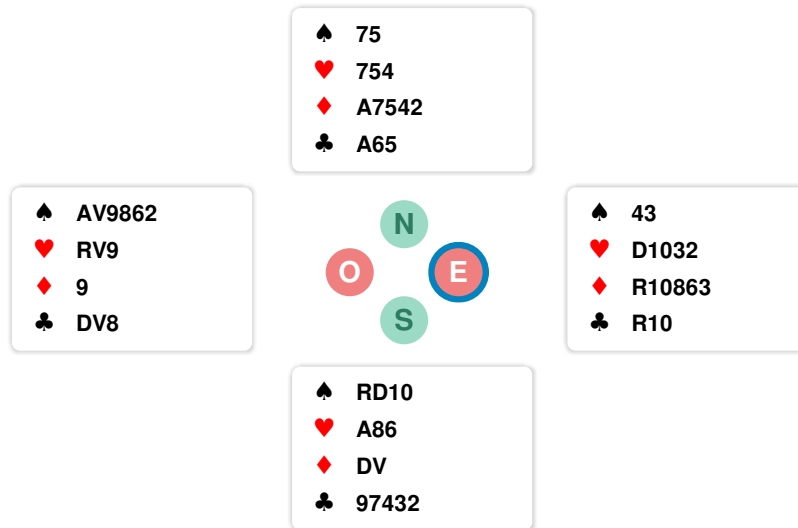 ♠ 75
♥ 754
♦ A7542
♣ A65
♠ AV9862
♥ RV9
♦ 9
♣ DV8
N
O
E
S
♠ 43
♥ D1032
♦ R10863
♣ R10
♠ RD10
♥ A86
♦ DV
♣ 97432